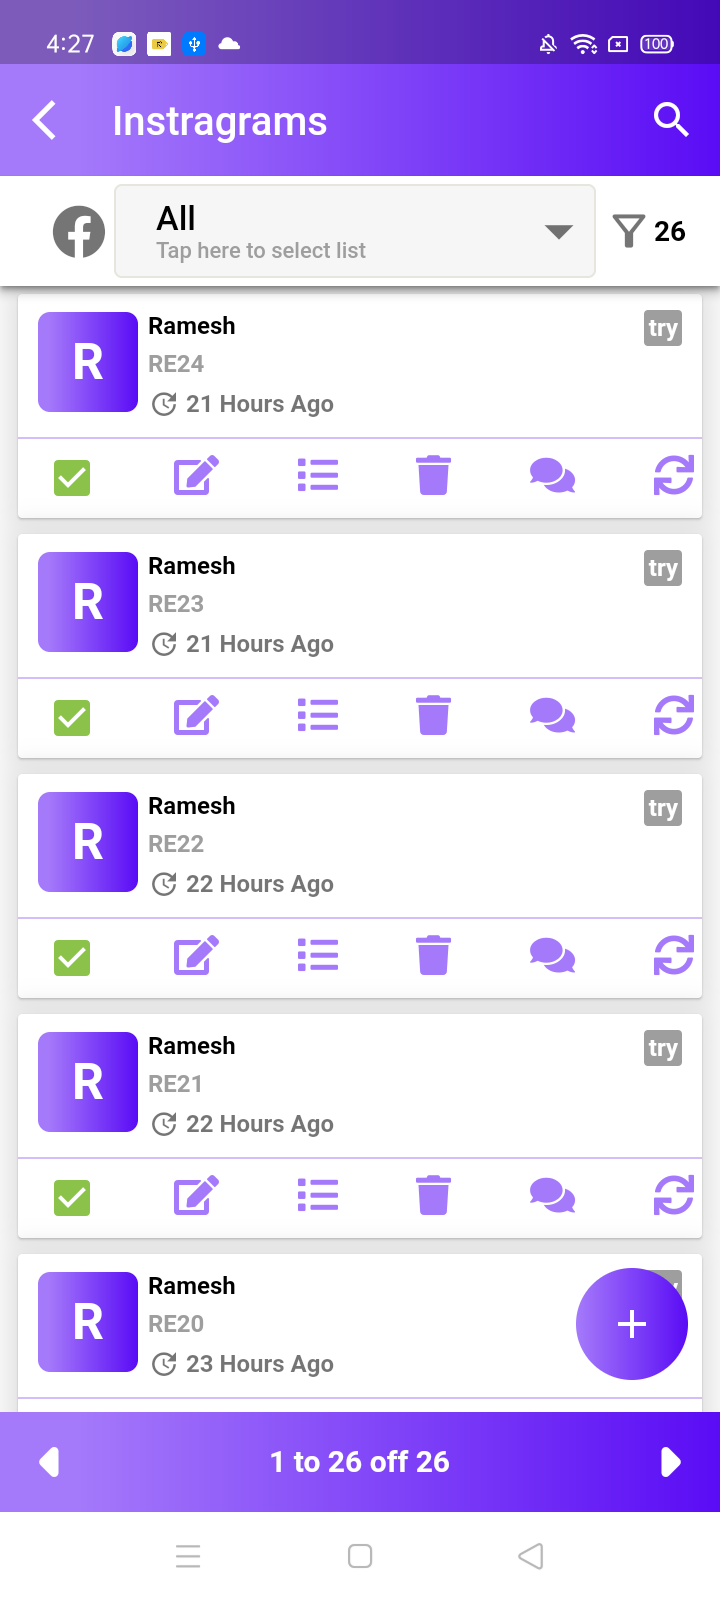 4:27
100
Instragrams
All
Tap here to select list
26
Ramesh
try
RE24
21 Hours Ago
R
Ramesh
try
RE23
21 Hours Ago
R
Ramesh
try
RE22
22 Hours Ago
R
Ramesh
try
RE21
22 Hours Ago
R
Ramesh
RE20
23 Hours Ago
R
1 to 26 off 26